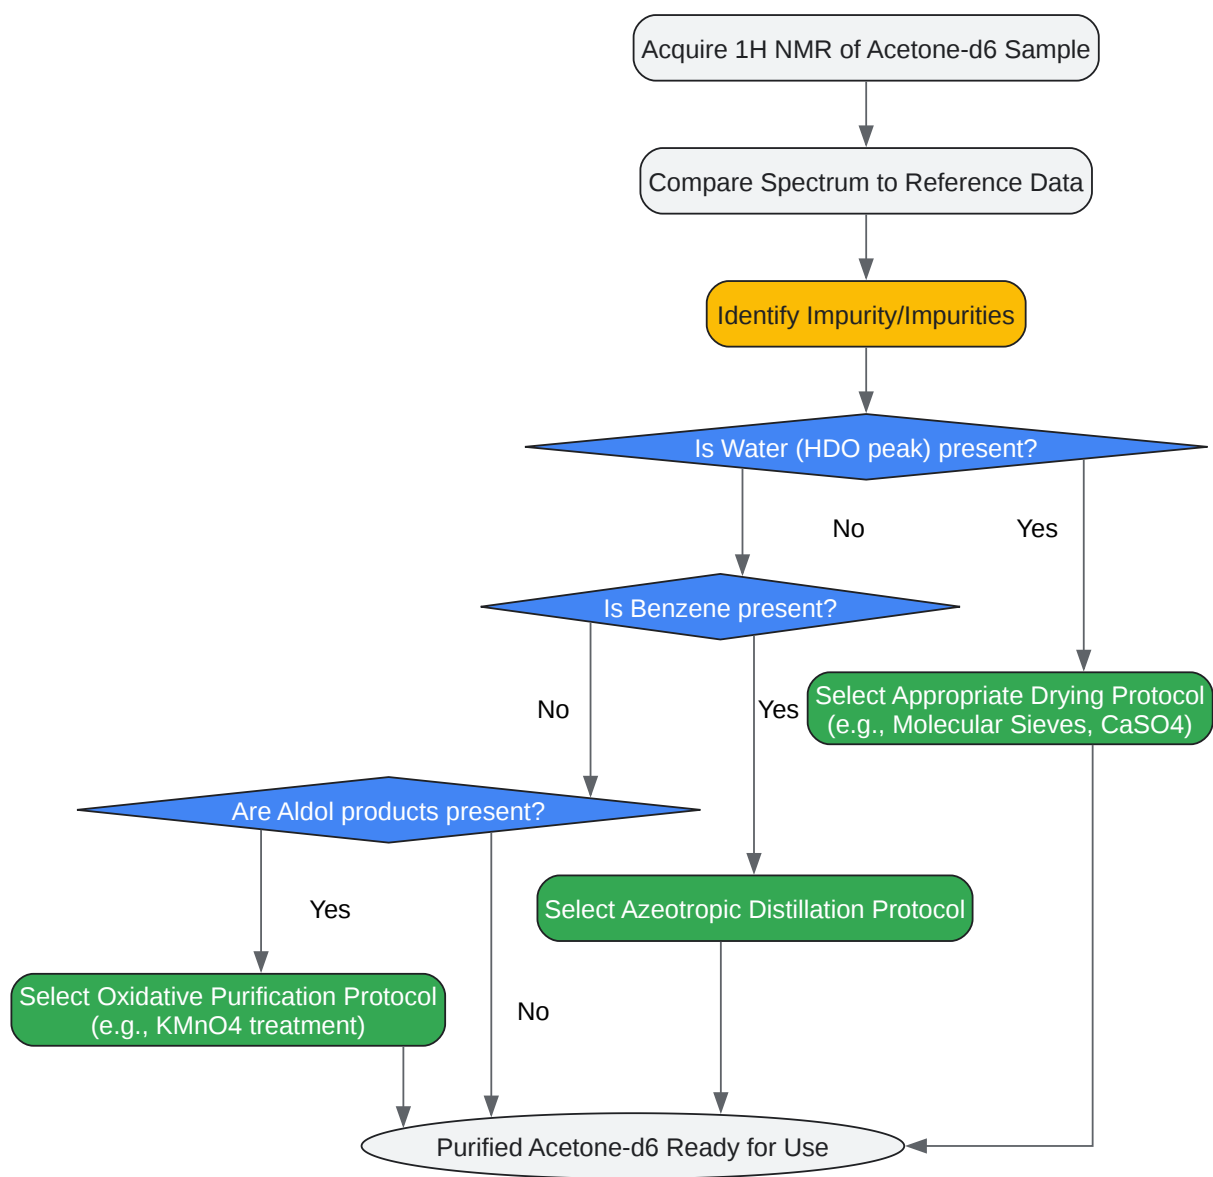 Acquire 1H NMR of Acetone-d6 Sample
Compare Spectrum to Reference Data
Identify Impurity/Impurities
Is Water (HDO peak) present?
No
Yes
Is Benzene present?
Select Appropriate Drying Protocol
(e.g., Molecular Sieves, CaSO4)
No
Yes
Are Aldol products present?
Select Azeotropic Distillation Protocol
Yes
Select Oxidative Purification Protocol
(e.g., KMnO4 treatment)
No
Purified Acetone-d6 Ready for Use